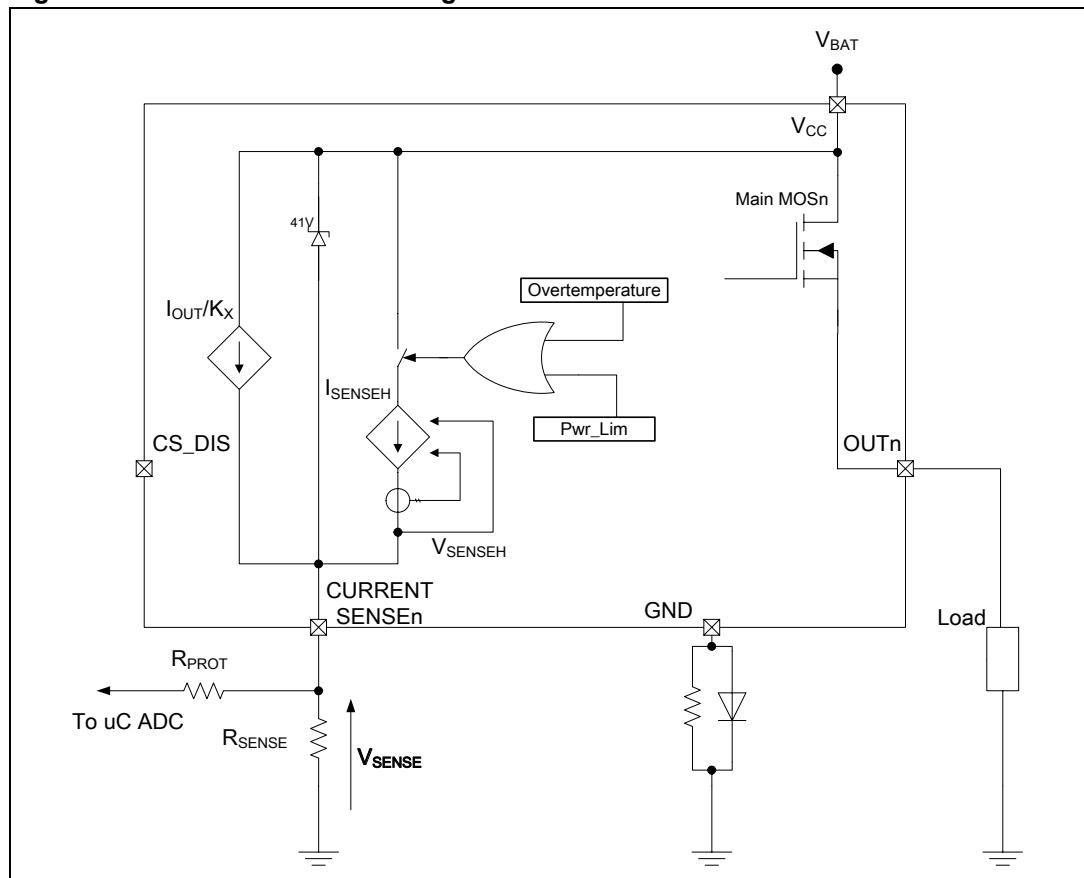 V_BAT
V_CC
Main MOSn
41V
Overtemperature
I_OUT/K_X
I_SENSEH
Pwr_Lim
CS_DIS
OUTn
V_SENSEH
CURRENT
SENSEn
GND
Load
R_PROT
To uC ADC
R_SENSE
V_SENSE